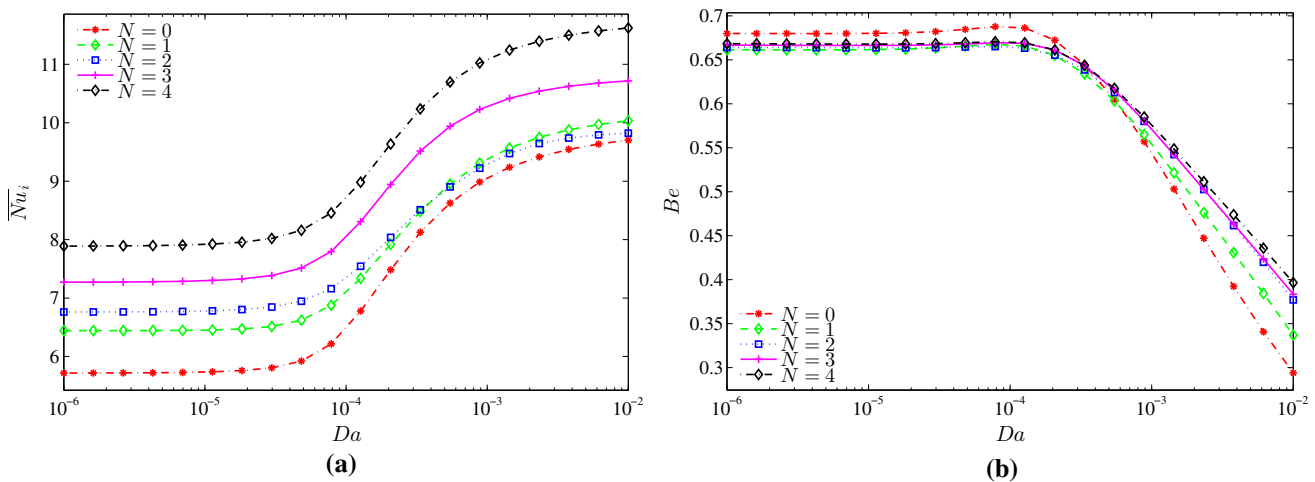 N = 0
N = 1
N = 2
N = 3
N = 4
11
10
9
8
7
6
10^-6
10^-5
10^-4
10^-3
10^-2
\overline{Nu_i}
Da
(a)
0.7
0.65
0.6
0.55
0.5
0.45
0.4
0.35
0.3
N = 0
N = 1
N = 2
N = 3
N = 4
10^-6
10^-5
10^-4
10^-3
10^-2
Be
Da
(b)